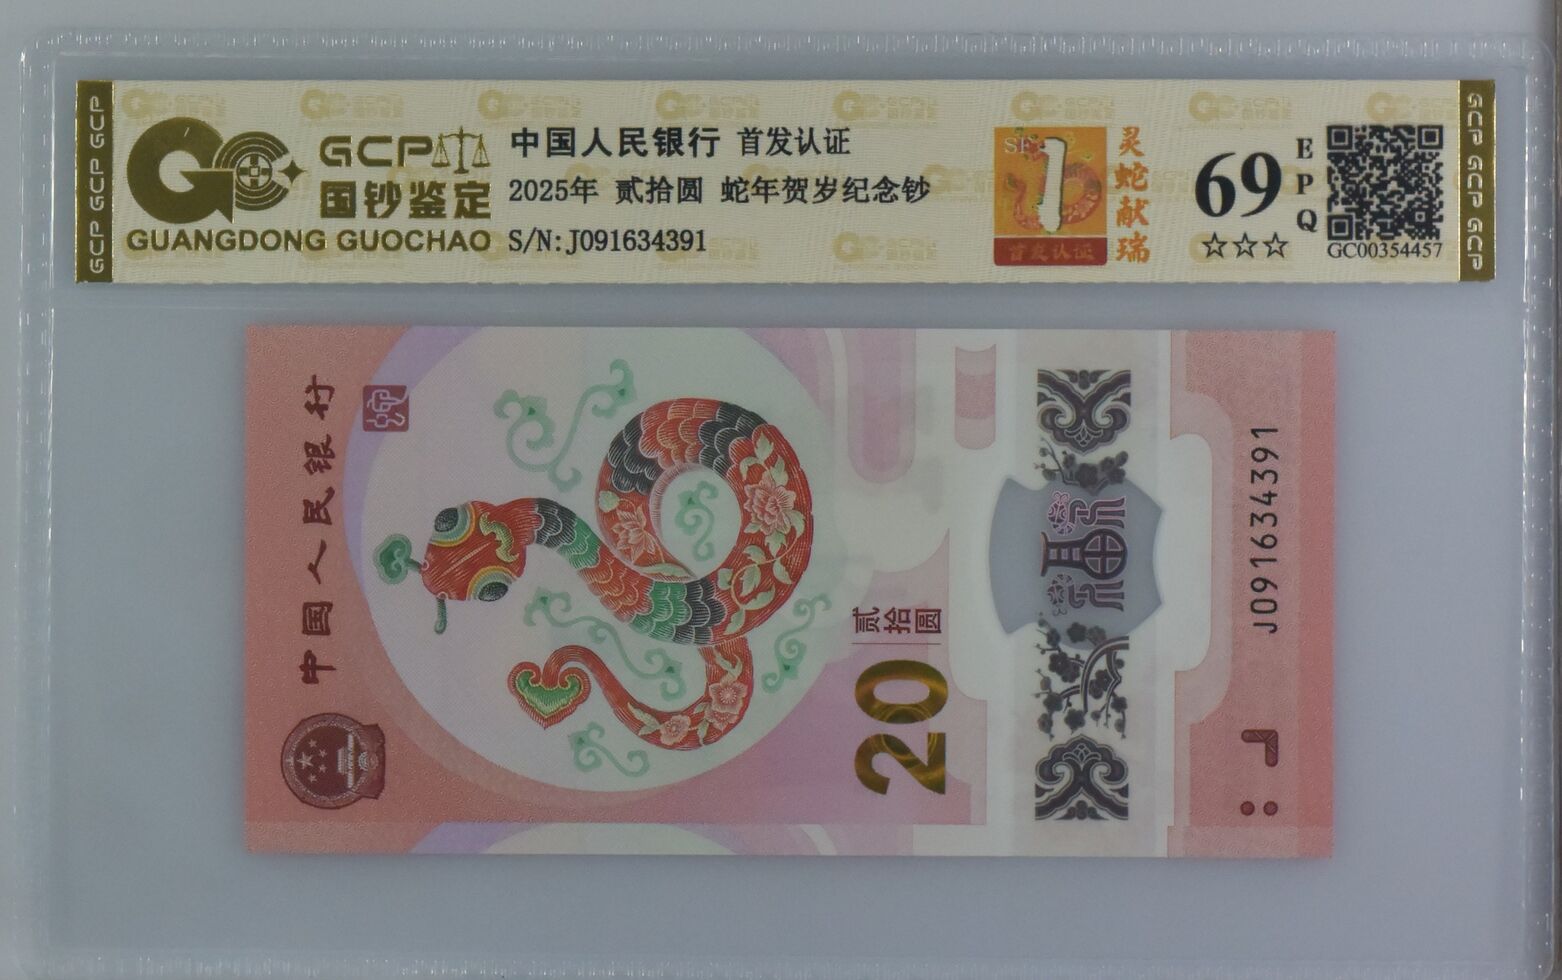 GCP GCP GCP
GCP
国钞鉴定
GUANGDONG GUOCHAO
中国人民银行 首发认证
2025年 贰拾圆 蛇年贺岁纪念钞
S/N:J091634391
1
首发认证
灵蛇献瑞
69
☆☆☆
EPQ
GC00354457
GCP GCP GCP
中国人民银行
贰拾圆
20
福
J091634391